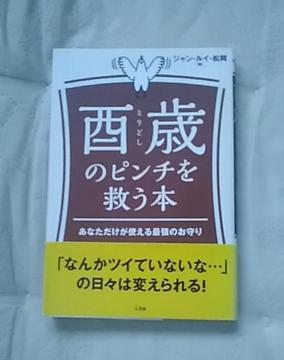 ジャン・ルイ・松岡
酉歳
とりどし
のピンチを
救う本
あなただけが使える最強のお守り
「なんかツイていないな…」
の日々は変えられる!